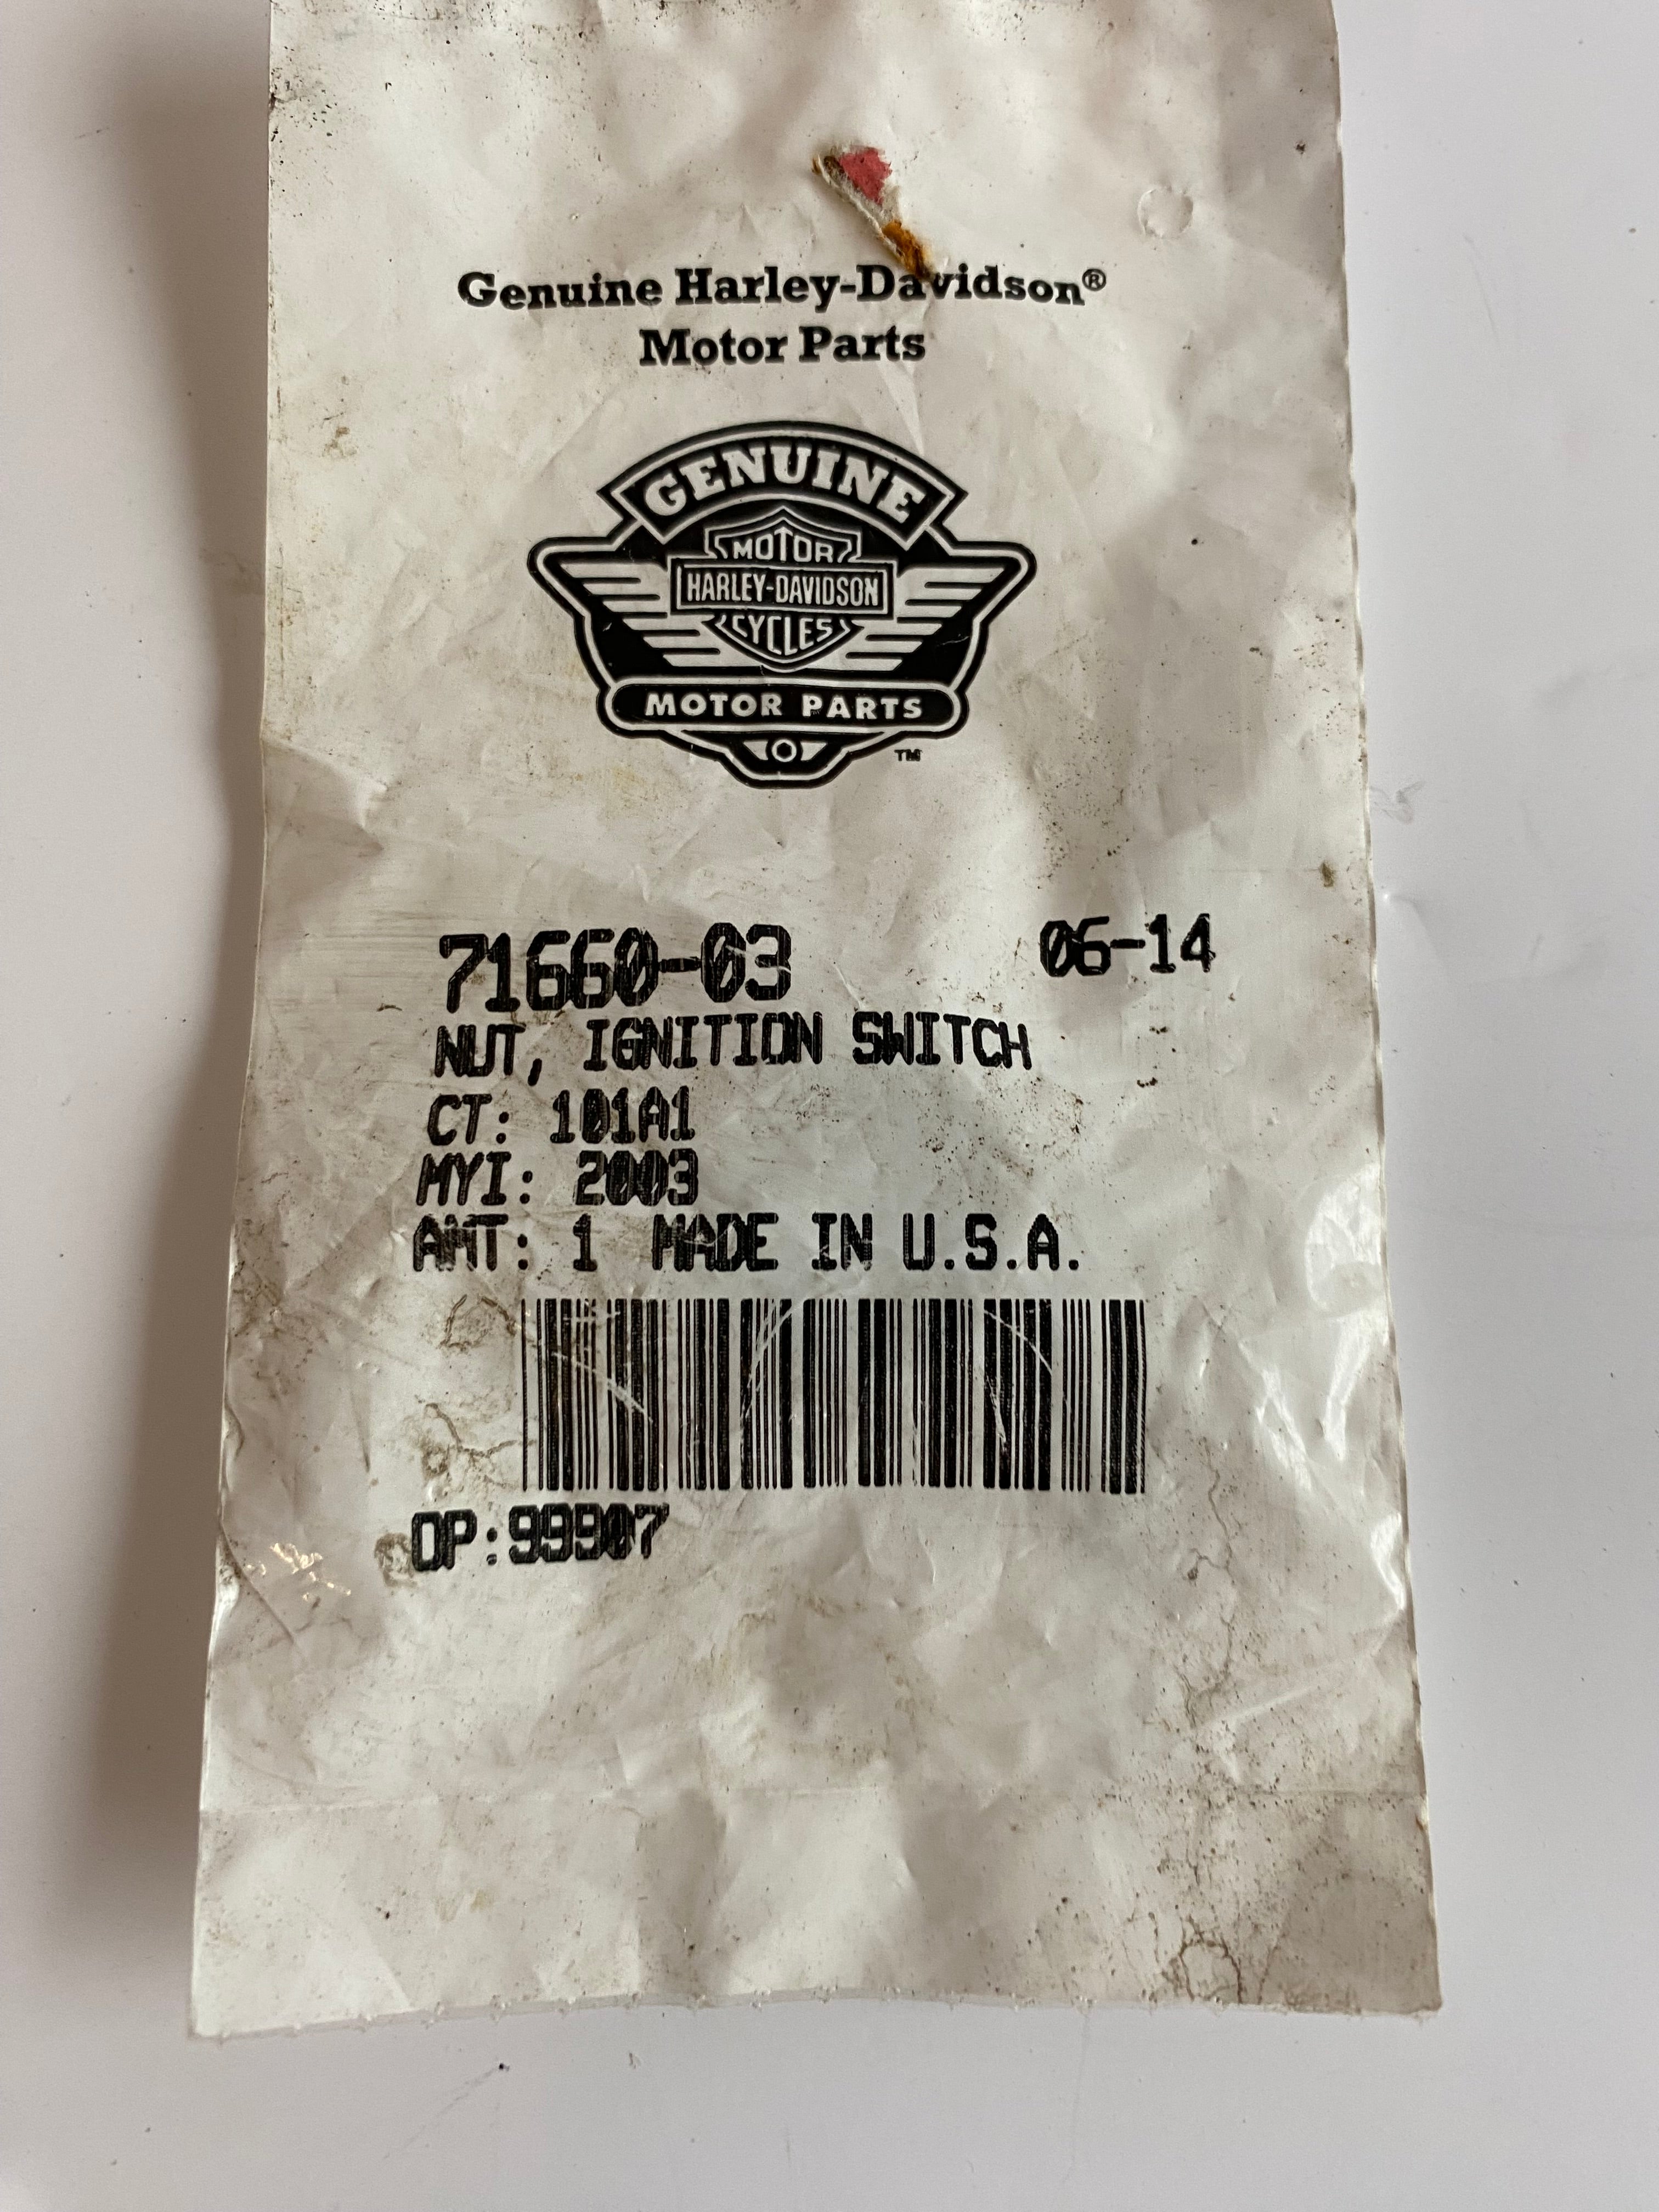 Genuine Harley-Davidson®
Motor Parts
GENUINE
MOTOR
HARLEY-DAVIDSON
CYCLES
MOTOR PARTS
TM
71660-03 06-14
NUT, IGNITION SWITCH
CT: 101A1
MYI: 2003
AMT: 1 MADE IN U.S.A.
OP:99907